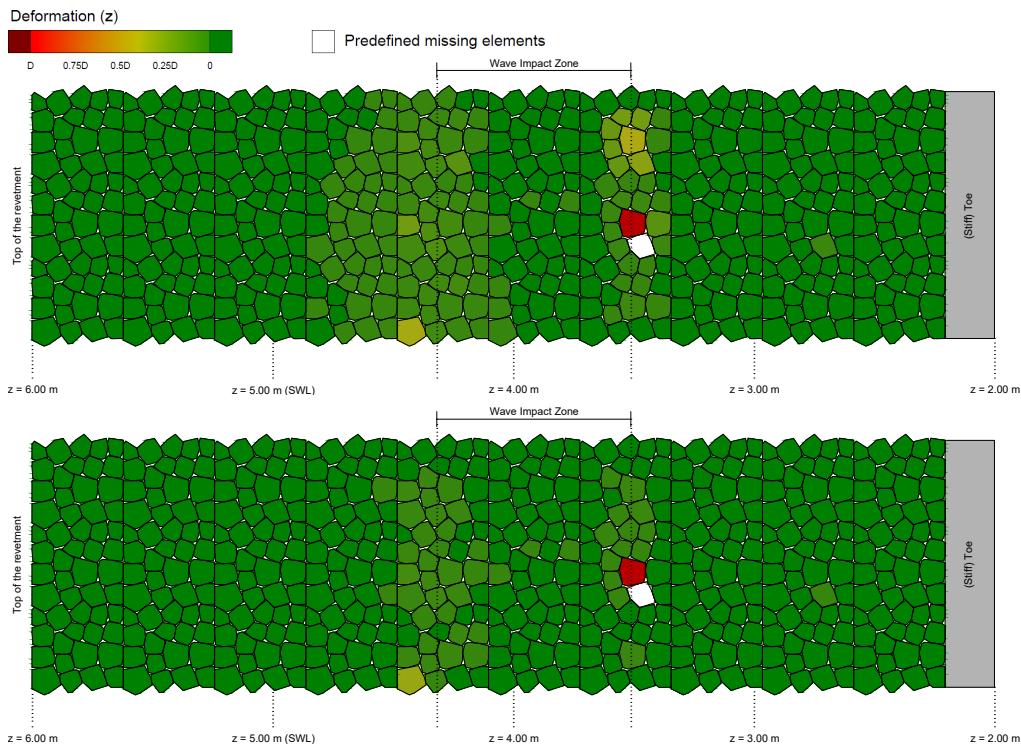 Deformation (z)
D 0.75D 0.5D 0.25D 0
Predefined missing elements
Wave Impact Zone
Top of the revetment
(Stiff) Toe
z = 6.00 m z = 5.00 m (SWL) z = 4.00 m z = 3.00 m z = 2.00 m
Wave Impact Zone
Top of the revetment
(Stiff) Toe
z = 6.00 m z = 5.00 m (SWL) z = 4.00 m z = 3.00 m z = 2.00 m